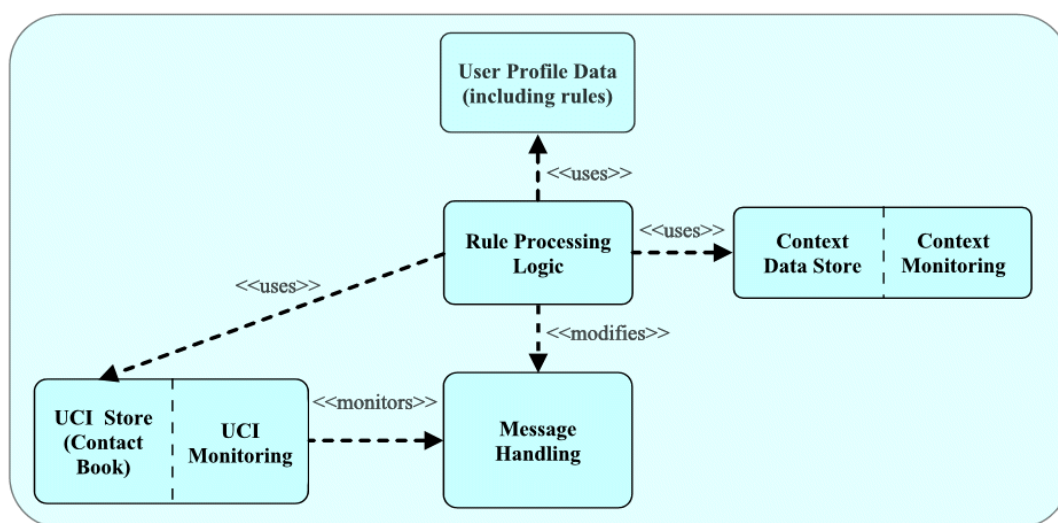 User Profile Data
(including rules)
<<uses>>
Rule Processing
Logic
<<uses>>
Context
Data Store
Context
Monitoring
<<uses>>
<<modifies>>
UCI Store
(Contact
Book)
UCI
Monitoring
<<monitors>>
Message
Handling